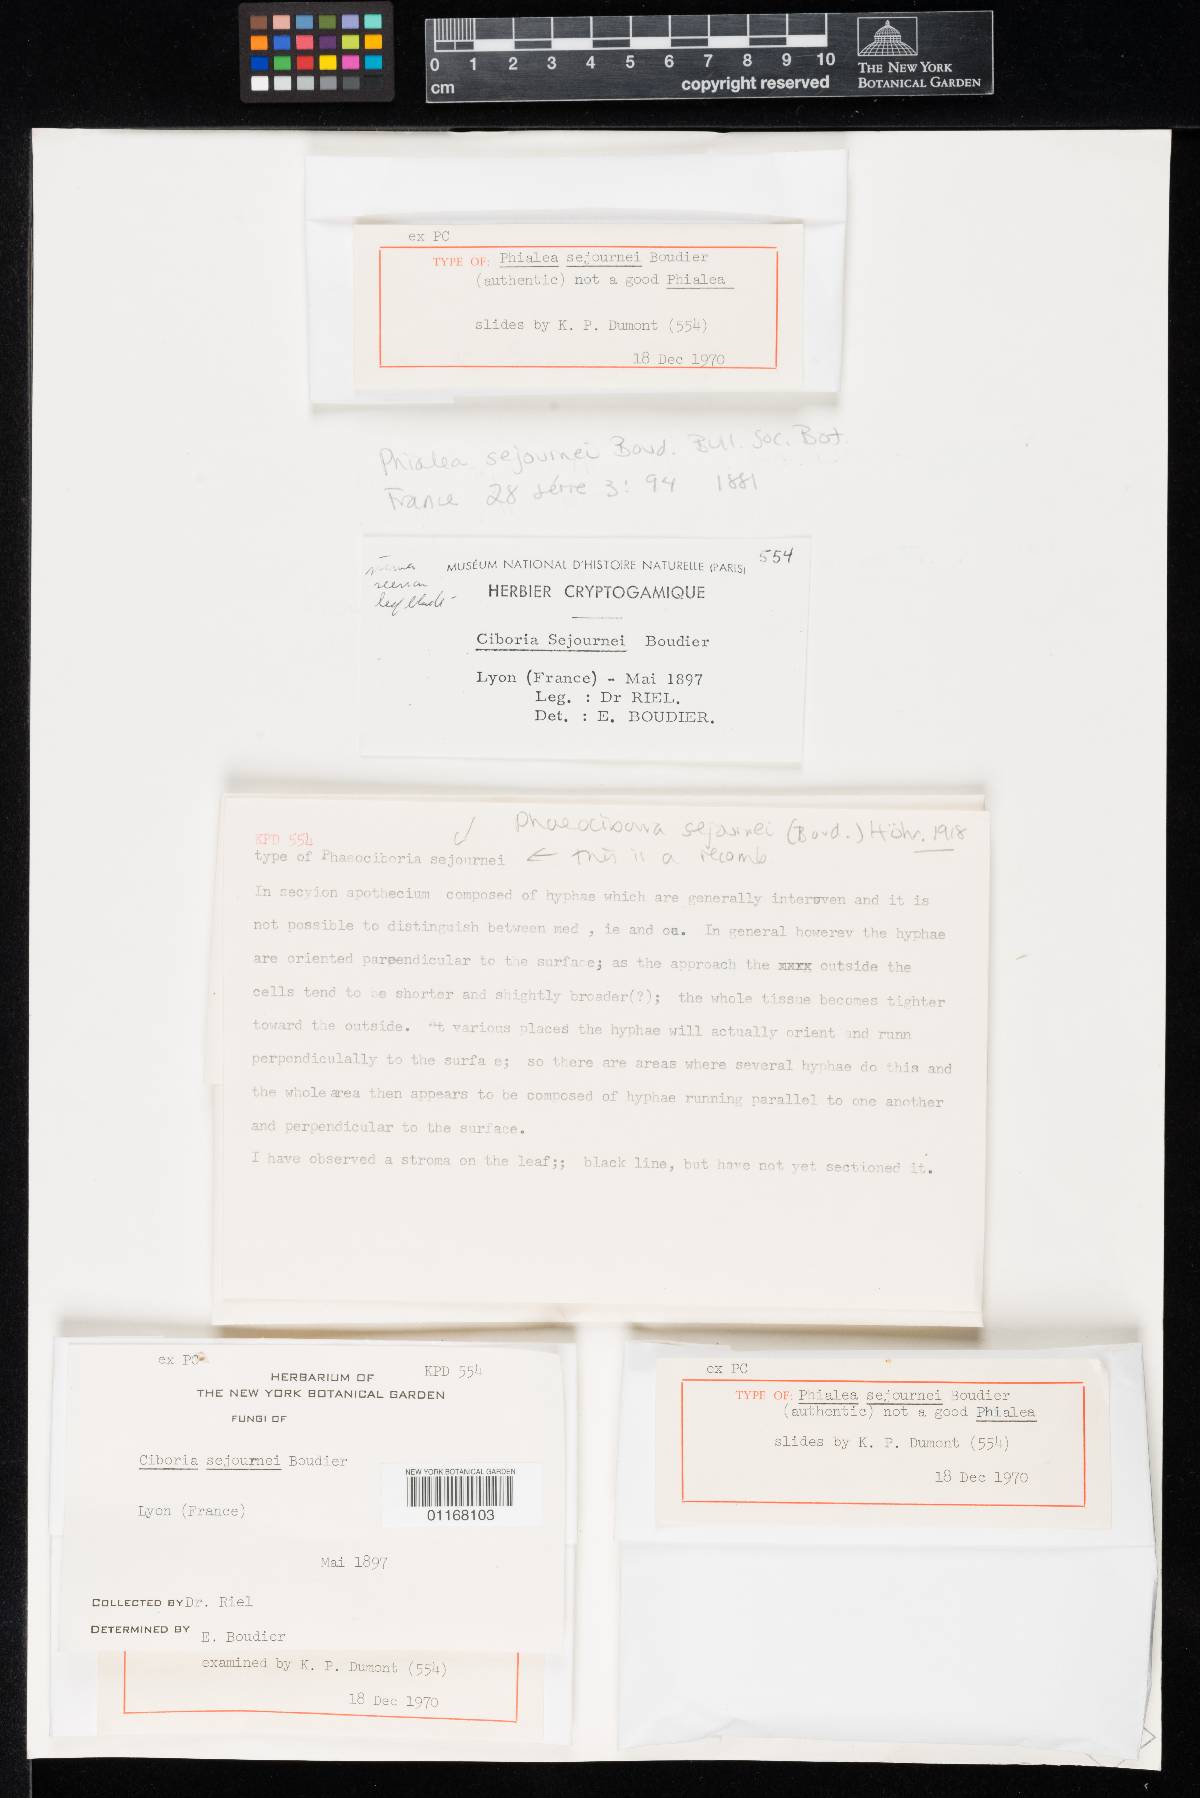 0 1 2 3 4 5 6 7 8 9 10
cm
copyright reserved
THE NEW YORK
BOTANICAL GARDEN
ex PC
TYPE OF: Phialea sejournei Boudier
(authentic) not a good Phialea
slides by K. P. Dumont (554)
18 Dec 1970
Phialea sejournei Boud. Bull. Soc. Bot.
France 28 série 3: 94 1881
554
MUSÉUM NATIONAL D'HISTOIRE NATURELLE (PARIS)
HERBIER CRYPTOGAMIQUE
Ciboria Sejournei Boudier
Lyon (France) - Mai 1897
Leg. : Dr RIEL.
Det. : E. BOUDIER.
Phaeociboria sejournei (Boud.) Höhn. 1918
KPD 554
type of Phaeociboria sejournei ← this is a recomb
In secyion apothecium composed of hyphae which are generally interwven and it is
not possible to distinguish between med , ie and oe. In general howerev the hyphae
are oriented parpendicular to the surface; as the approach the xxxx outside the
cells tend to be shorter and shightly broader(?); the whole tissue becomes tighter
toward the outside. At various places the hyphae will actually orient and runn
perpendiculally to the surfa e; so there are areas where several hyphae do this and
the whole area then appears to be composed of hyphae running parallel to one another
and perpendicular to the surface.
I have observed a stroma on the leaf;; black line, but have not yet sectioned it.
ex PC
KPD 554
HERBARIUM OF
THE NEW YORK BOTANICAL GARDEN
FUNGI OF
Ciboria sejournei Boudier
NEW YORK BOTANICAL GARDEN
01168103
Lyon (France)
Mai 1897
COLLECTED BY Dr. Riel
DETERMINED BY E. Boudier
examined by K. P. Dumont (554)
18 Dec 1970
ex PC
TYPE OF: Phialea sejournei Boudier
(authentic) not a good Phialea
slides by K. P. Dumont (554)
18 Dec 1970